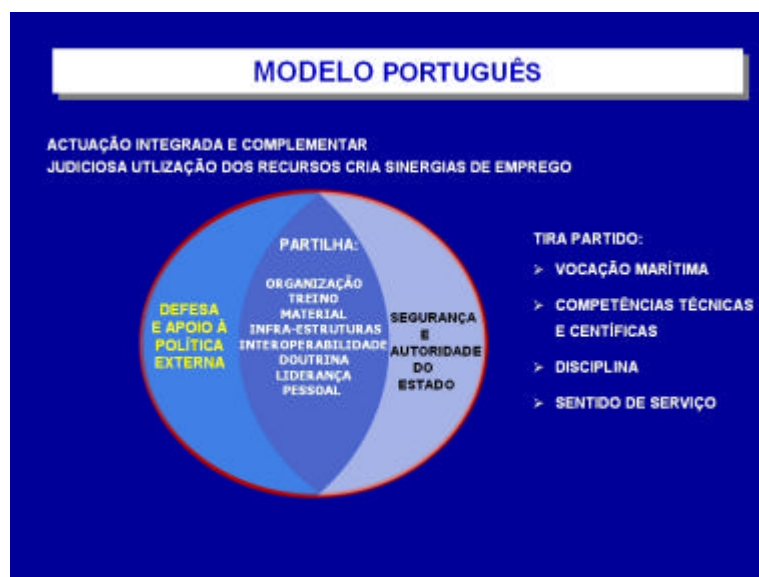 MODELO PORTUGUÊS
ACTUAÇÃO INTEGRADA E COMPLEMENTAR
JUDICIOSA UTLIZAÇÃO DOS RECURSOS CRIA SINERGIAS DE EMPREGO
DEFESA
E APOIO À
POLÍTICA
EXTERNA
PARTILHA:
ORGANIZAÇÃO
TREINO
MATERIAL
INFRA-ESTRUTURAS
INTEROPERABILIDADE
DOUTRINA
LIDERANÇA
PESSOAL
SEGURANÇA
E
AUTORIDADE
DO
ESTADO
TIRA PARTIDO:
➢ VOCAÇÃO MARÍTIMA
➢ COMPETÊNCIAS TÉCNICAS
E CENTÍFICAS
➢ DISCIPLINA
➢ SENTIDO DE SERVIÇO